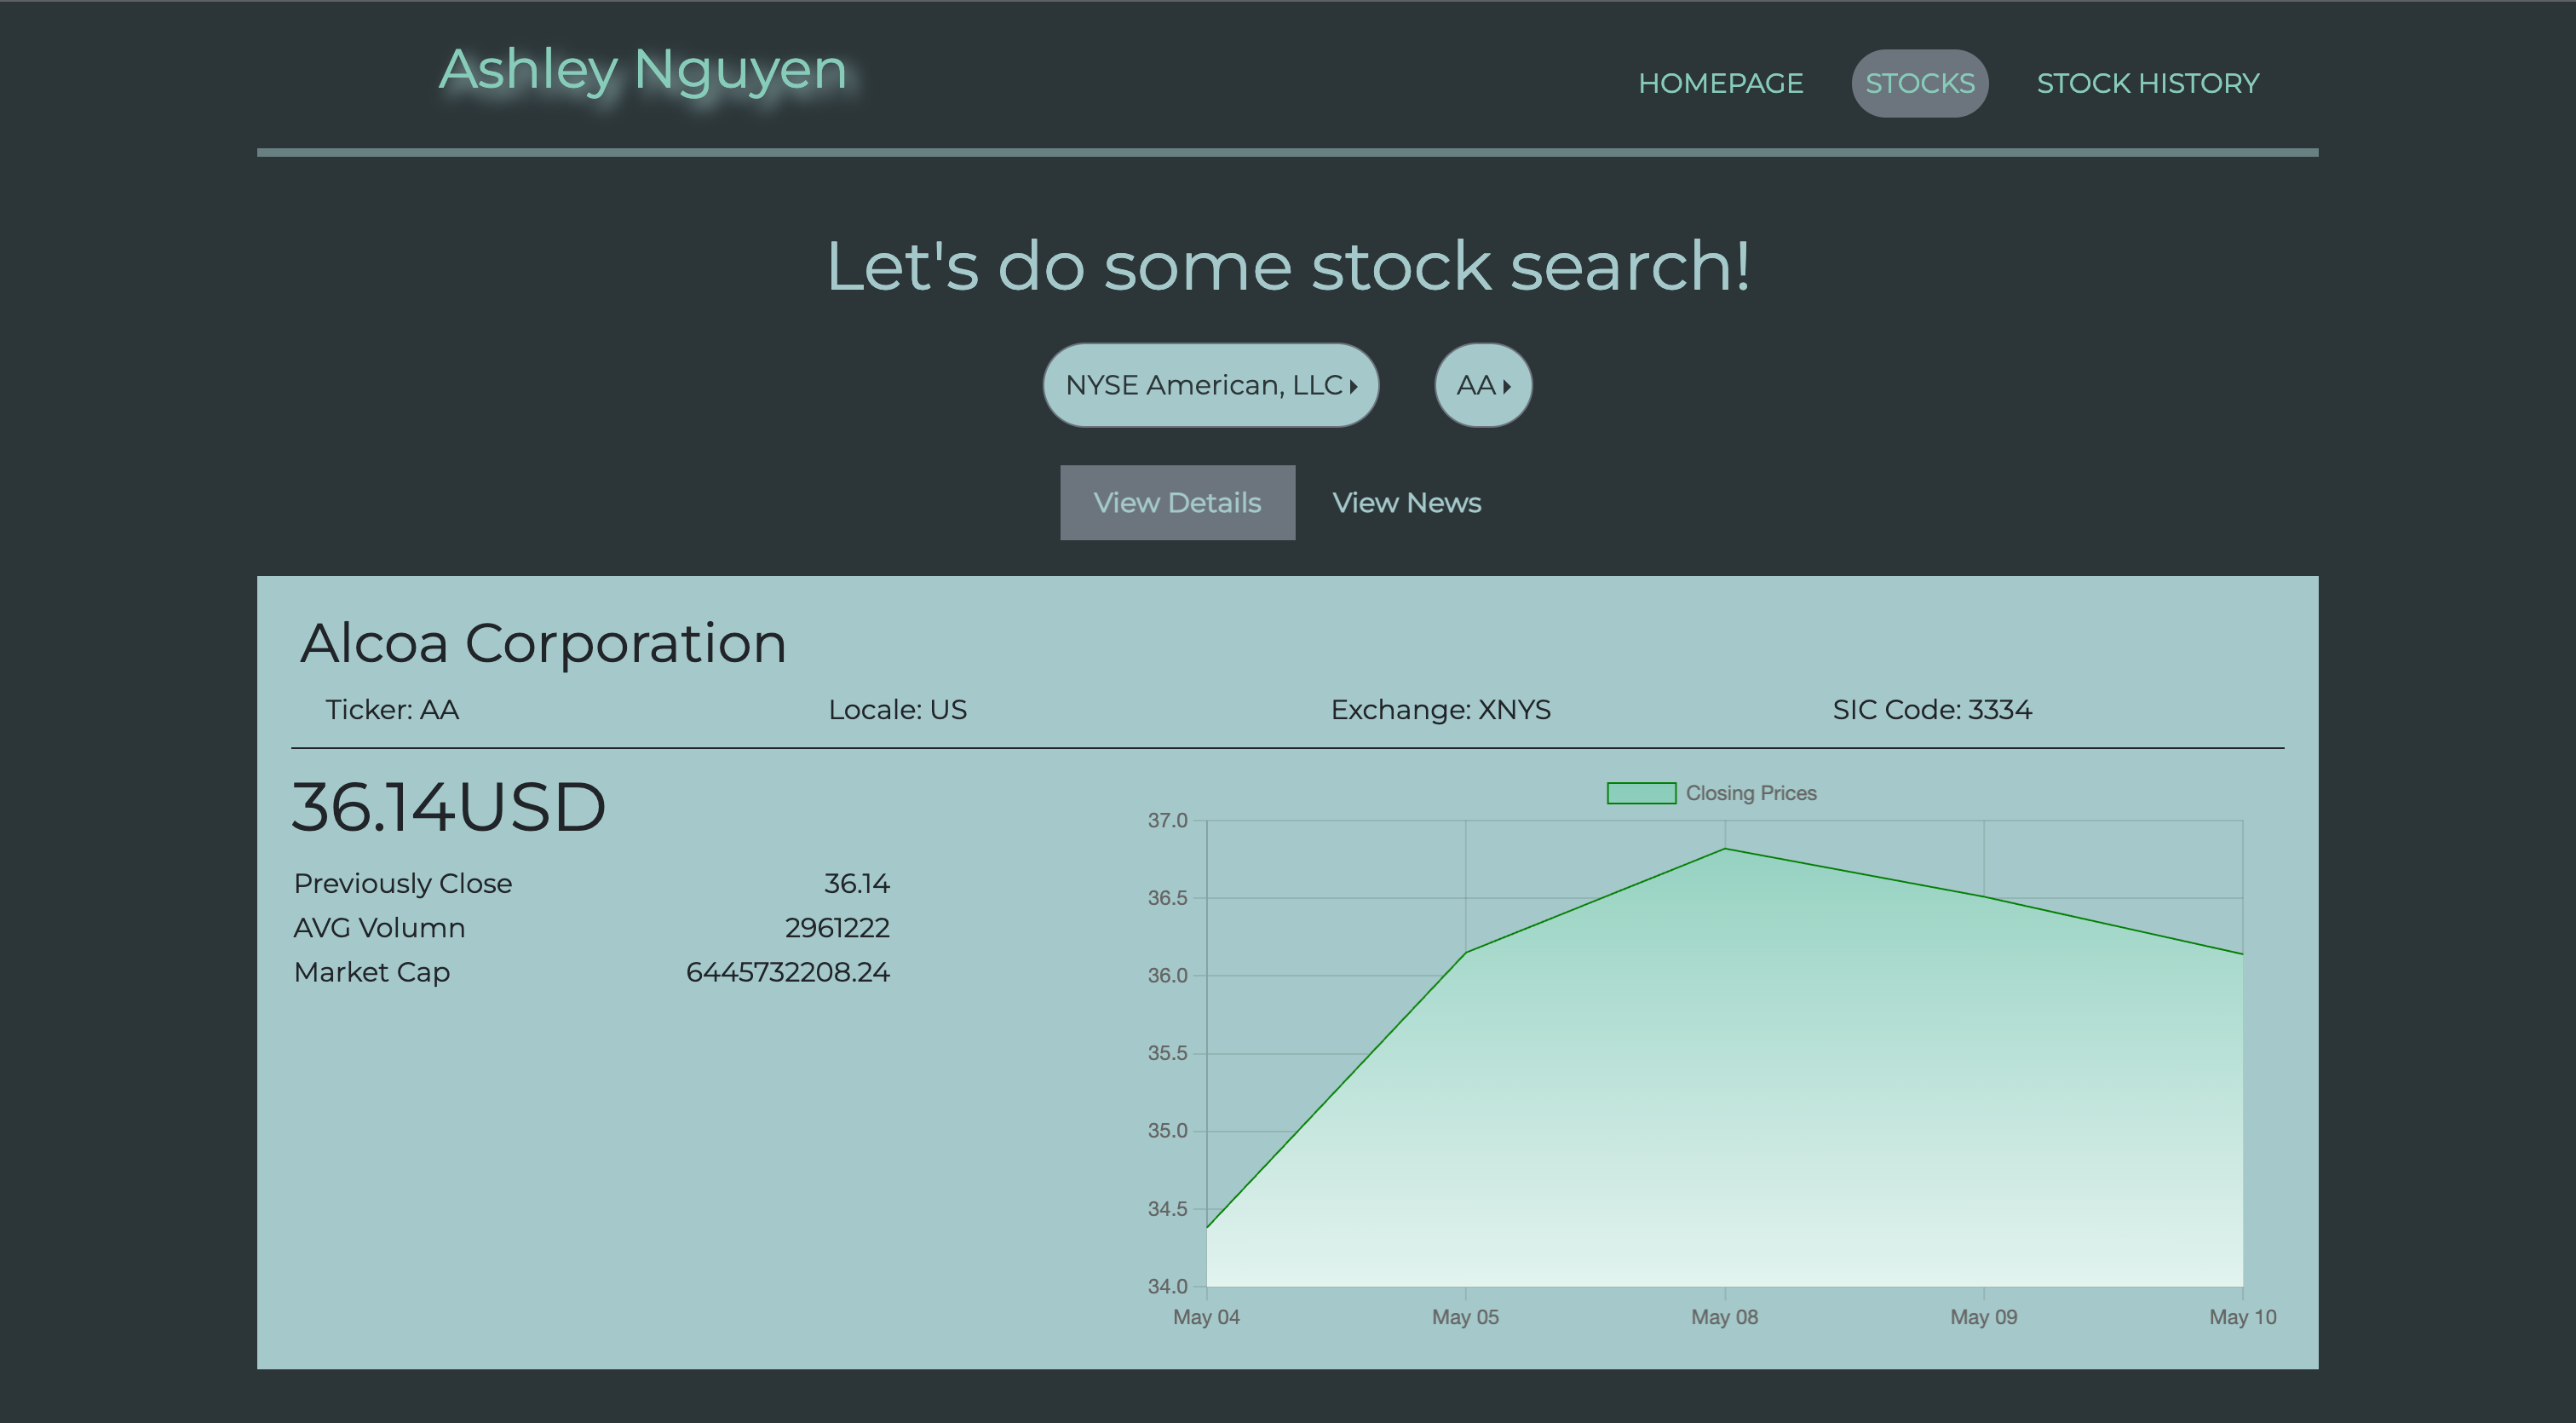 Ashley Nguyen
HOMEPAGE STOCKS STOCK HISTORY
Let's do some stock search!
NYSE American, LLC AA
View Details View News
Alcoa Corporation
Ticker: AA Locale: US Exchange: XNYS SIC Code: 3334
36.14USD
Previously Close 36.14
AVG Volumn 2961222
Market Cap 6445732208.24
Closing Prices
37.0
36.5
36.0
35.5
35.0
34.5
34.0
May 04 May 05 May 08 May 09 May 10